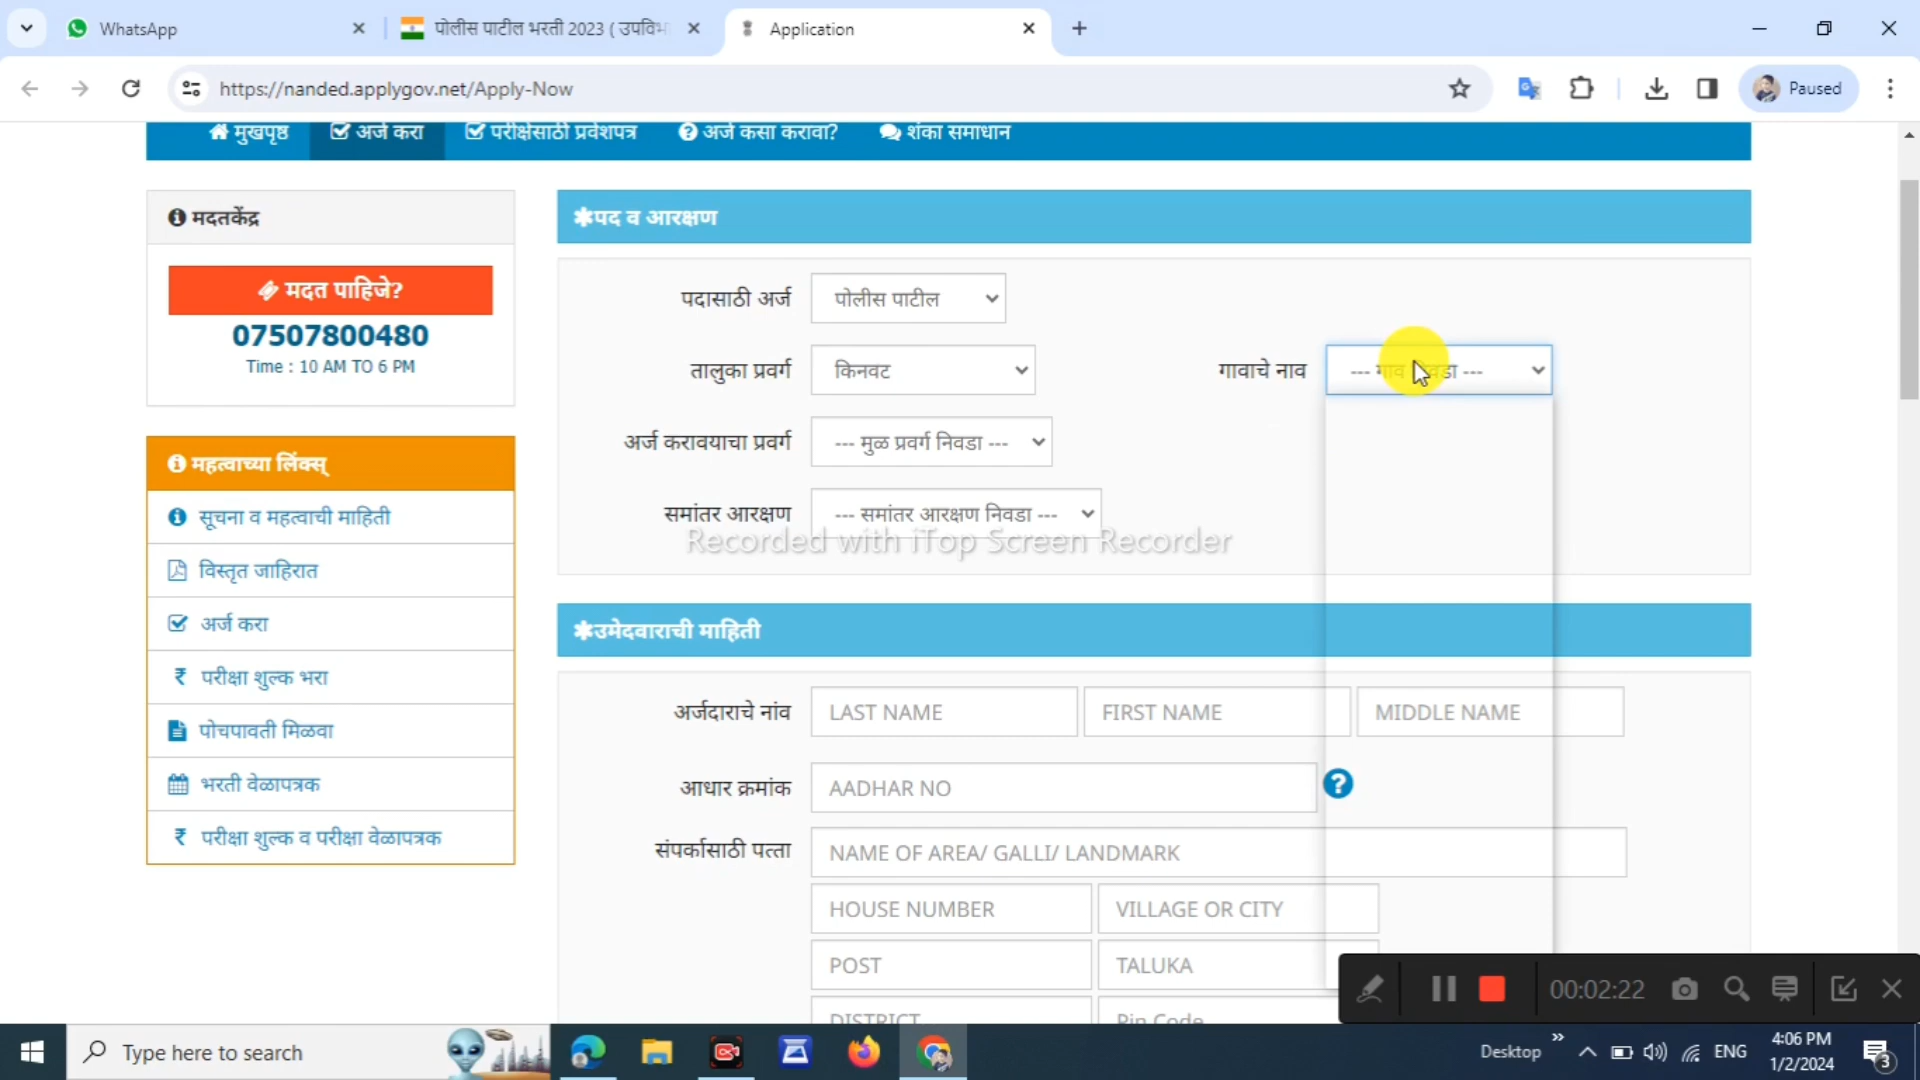 WhatsApp
पोलीस पाटील भरती 2023 ( उपविभ
Application
https://nanded.applygov.net/Apply-Now
Paused
मुखपृष्ठ
अर्ज करा
परीक्षेसाठी प्रवेशपत्र
अर्ज कसा करावा?
शंका समाधान
मदतकेंद्र
मदत पाहिजे?
07507800480
Time : 10 AM TO 6 PM
महत्वाच्या लिंक्स्
सूचना व महत्वाची माहिती
विस्तृत जाहिरात
अर्ज करा
परीक्षा शुल्क भरा
पोचपावती मिळवा
भरती वेळापत्रक
परीक्षा शुल्क व परीक्षा वेळापत्रक
✱पद व आरक्षण
पदासाठी अर्ज पोलीस पाटील
तालुका प्रवर्ग किनवट गावाचे नाव --- गाव निवडा ---
अर्ज करावयाचा प्रवर्ग --- मुळ प्रवर्ग निवडा ---
समांतर आरक्षण --- समांतर आरक्षण निवडा ---
Recorded with iTop Screen Recorder
✱उमेदवाराची माहिती
अर्जदाराचे नांव LAST NAME FIRST NAME MIDDLE NAME
आधार क्रमांक AADHAR NO
संपर्कासाठी पत्ता NAME OF AREA/ GALLI/ LANDMARK
HOUSE NUMBER VILLAGE OR CITY
POST TALUKA
DISTRICT Pin Code
00:02:22
Type here to search
Desktop
ENG
4:06 PM
1/2/2024
3